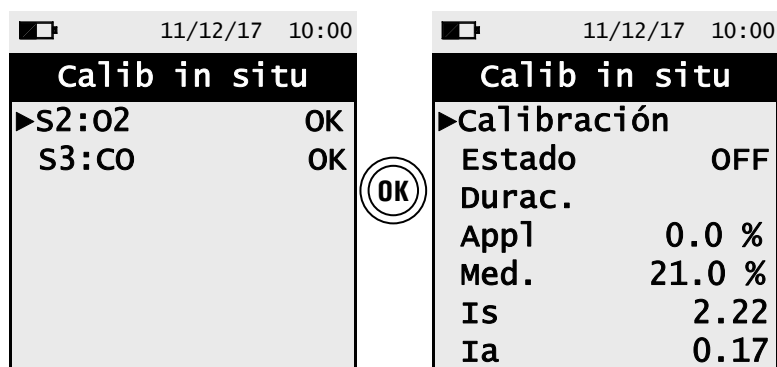 11/12/17 10:00
Calib in situ
►S2:O2 OK
S3:CO OK
OK
11/12/17 10:00
Calib in situ
►Calibración
Estado OFF
Durac.
Appl 0.0 %
Med. 21.0 %
Is 2.22
Ia 0.17